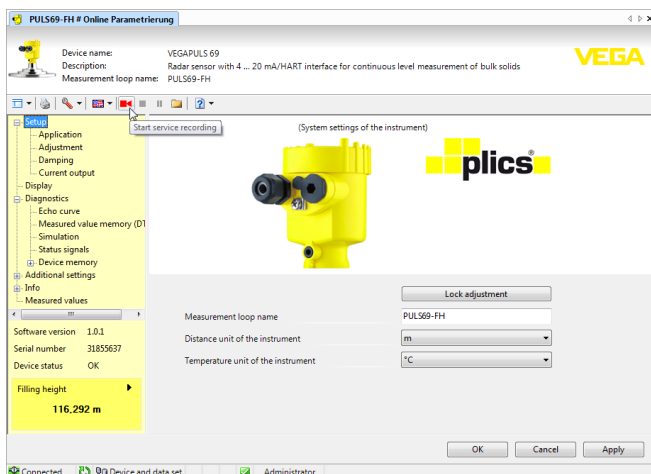 PULS69-FH # Online Parametrierung
Device name: VEGAPULS 69
Description: Radar sensor with 4 ... 20 mA/HART interface for continuous level measurement of bulk solids
Measurement loop name: PULS69-FH
VEGA
Start service recording
Setup
Application
Adjustment
Damping
Current output
Display
Diagnostics
Echo curve
Measured value memory (DT
Simulation
Status signals
Device memory
Additional settings
Info
Measured values
Software version 1.0.1
Serial number 31855637
Device status OK
Filling height
116,292 m
(System settings of the instrument)
plics®
Lock adjustment
Measurement loop name PULS69-FH
Distance unit of the instrument m
Temperature unit of the instrument °C
OK Cancel Apply
Connected Device and data set Administrator